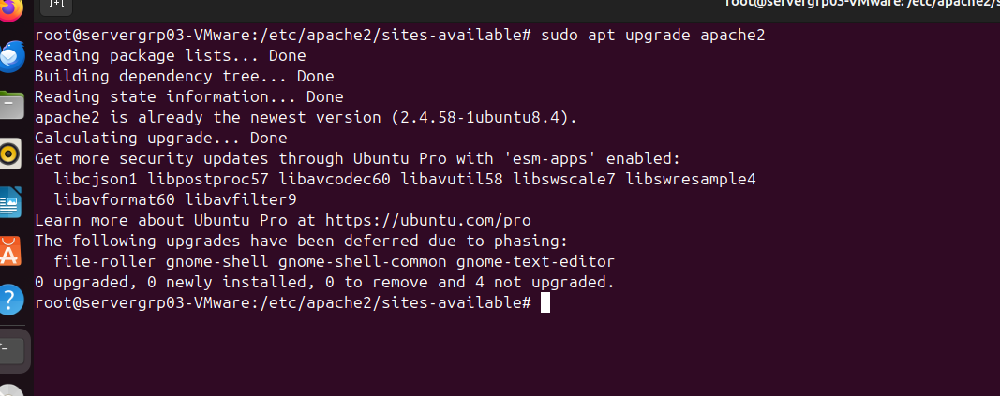 root@servergrp03-VMware: /etc/apache2/s
root@servergrp03-VMware:/etc/apache2/sites-available# sudo apt upgrade apache2
Reading package lists... Done
Building dependency tree... Done
Reading state information... Done
apache2 is already the newest version (2.4.58-1ubuntu8.4).
Calculating upgrade... Done
Get more security updates through Ubuntu Pro with 'esm-apps' enabled:
  libcjson1 libpostproc57 libavcodec60 libavutil58 libswscale7 libswresample4
  libavformat60 libavfilter9
Learn more about Ubuntu Pro at https://ubuntu.com/pro
The following upgrades have been deferred due to phasing:
  file-roller gnome-shell gnome-shell-common gnome-text-editor
0 upgraded, 0 newly installed, 0 to remove and 4 not upgraded.
root@servergrp03-VMware:/etc/apache2/sites-available#